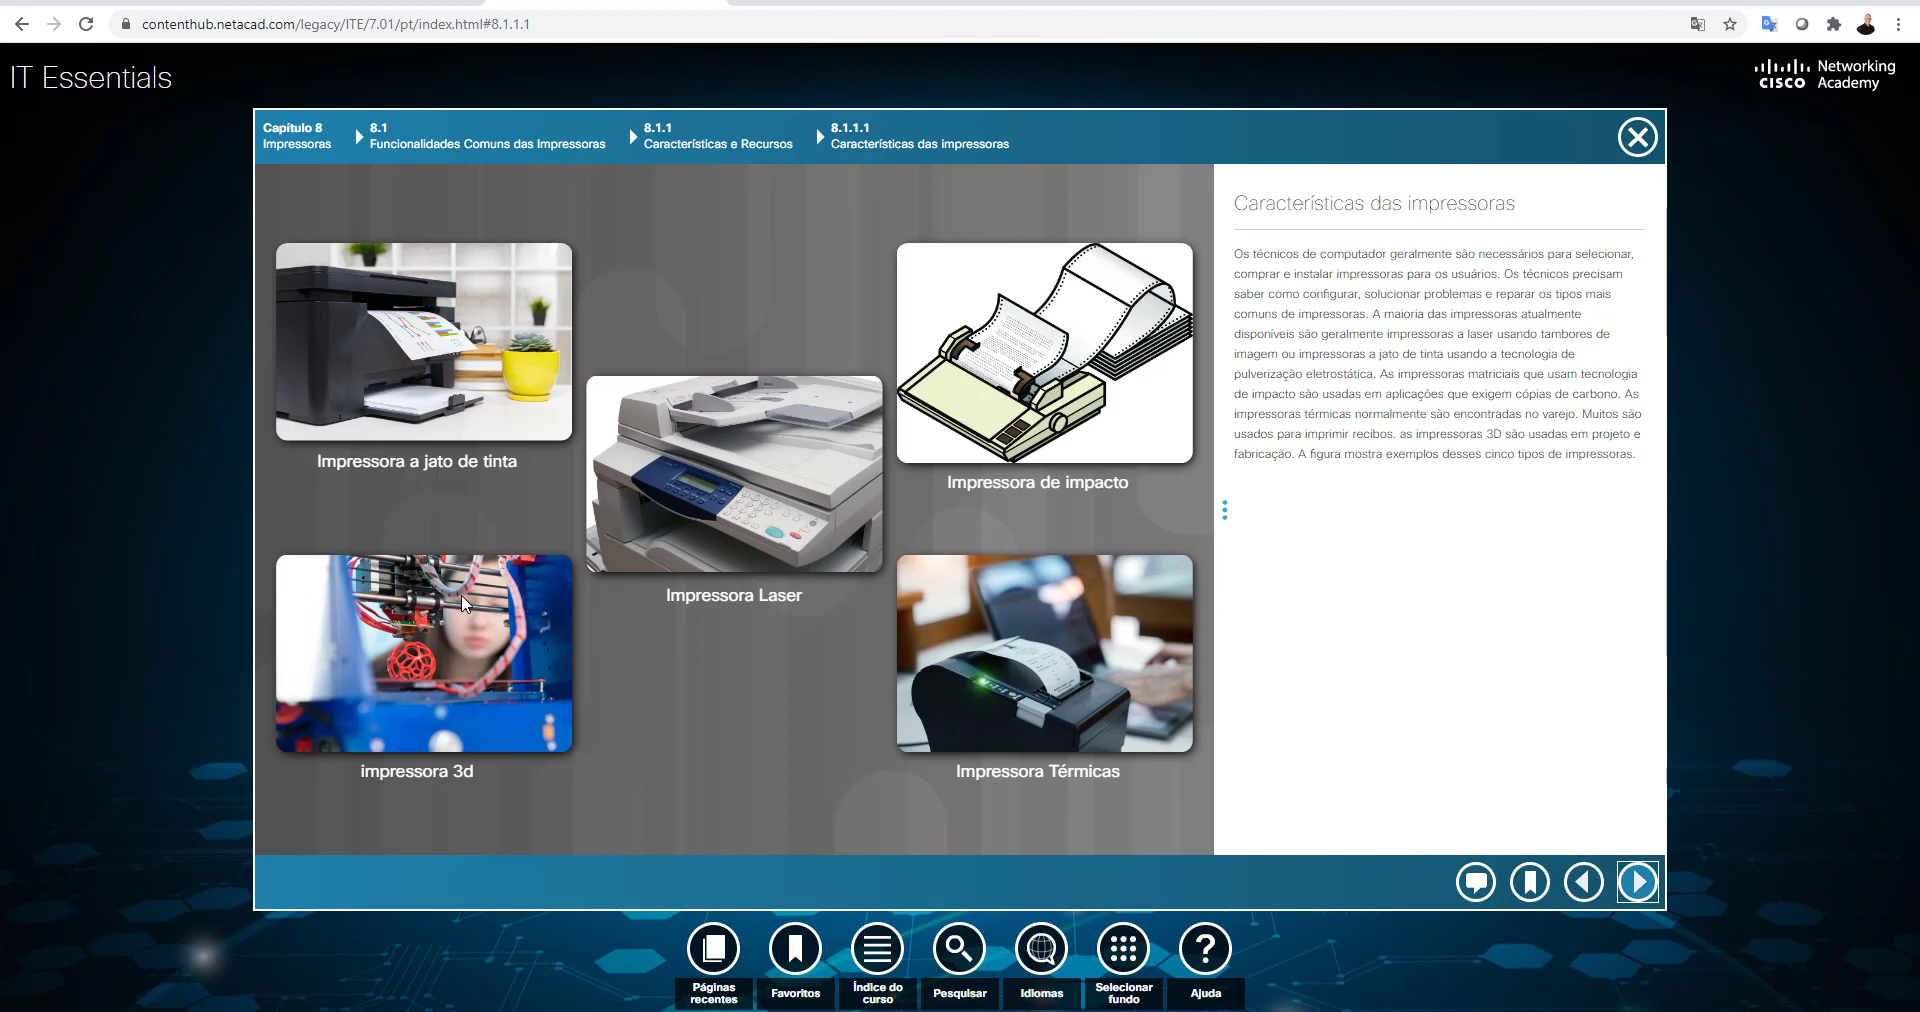 contenthub.netacad.com/legacy/ITE/7.01/pt/index.html#8.1.1.1
IT Essentials
CISCO Networking Academy
Capítulo 8
Impressoras
8.1
Funcionalidades Comuns das Impressoras
8.1.1
Características e Recursos
8.1.1.1
Características das impressoras
Impressora a jato de tinta
Impressora de impacto
Impressora Laser
impressora 3d
Impressora Térmicas
Características das impressoras
Os técnicos de computador geralmente são necessários para selecionar,
comprar e instalar impressoras para os usuários. Os técnicos precisam
saber como configurar, solucionar problemas e reparar os tipos mais
comuns de impressoras. A maioria das impressoras atualmente
disponíveis são geralmente impressoras a laser usando tambores de
imagem ou impressoras a jato de tinta usando a tecnologia de
pulverização eletrostática. As impressoras matriciais que usam tecnologia
de impacto são usadas em aplicações que exigem cópias de carbono. As
impressoras térmicas normalmente são encontradas no varejo. Muitos são
usados para imprimir recibos. as impressoras 3D são usadas em projeto e
fabricação. A figura mostra exemplos desses cinco tipos de impressoras.
Páginas recentes
Favoritos
Índice do curso
Pesquisar
Idiomas
Selecionar fundo
Ajuda